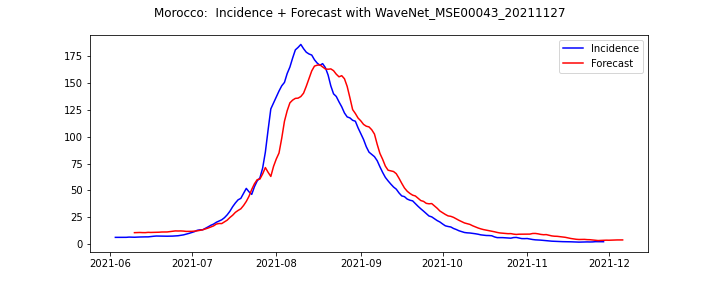 Morocco:  Incidence + Forecast with WaveNet_MSE00043_20211127
Incidence
Forecast
175
150
125
100
75
50
25
0
2021-06 2021-07 2021-08 2021-09 2021-10 2021-11 2021-12